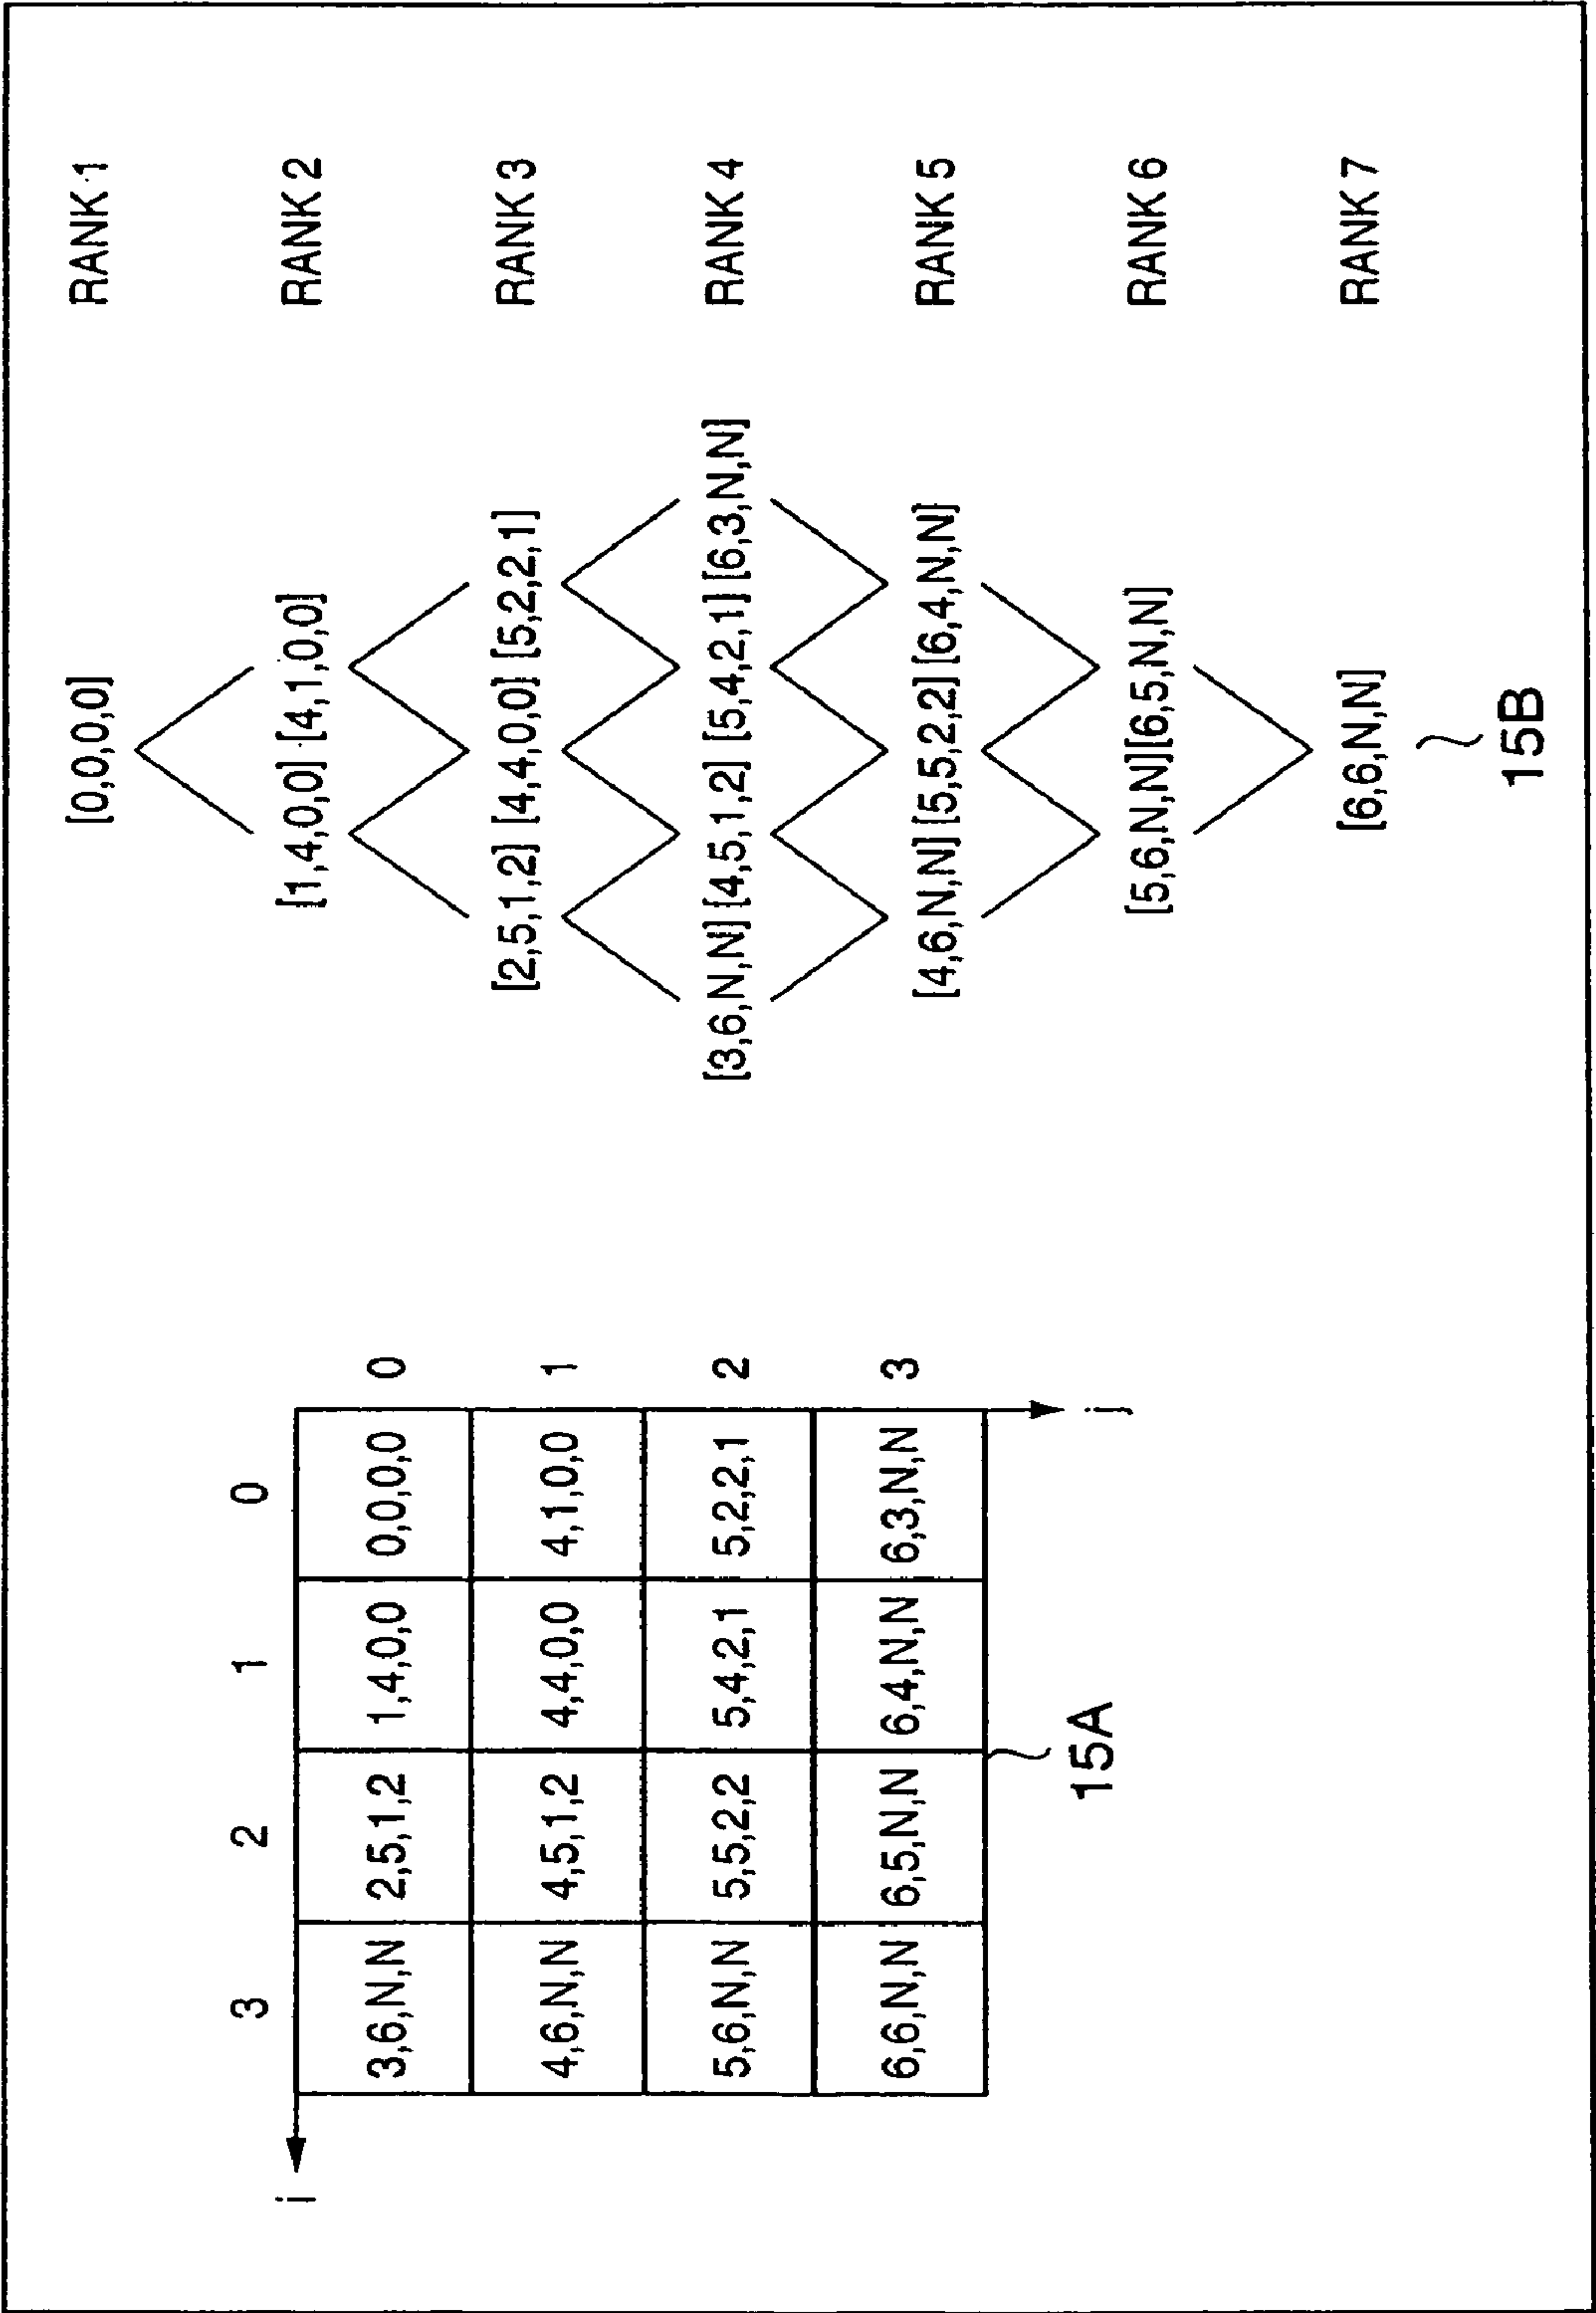 3 2 1 0
i
3,6,N,N 2,5,1,2 1,4,0,0 0,0,0,0 0
4,6,N,N 4,5,1,2 4,4,0,0 4,1,0,0 1
5,6,N,N 5,5,2,2 5,4,2,1 5,2,2,1 2
6,6,N,N 6,5,N,N 6,4,N,N 6,3,N,N 3
j
15A
[0,0,0,0] RANK 1
[1,4,0,0] [4,1,0,0] RANK 2
[2,5,1,2] [4,4,0,0] [5,2,2,1] RANK 3
[3,6,N,N] [4,5,1,2] [5,4,2,1] [6,3,N,N] RANK 4
[4,6,N,N] [5,5,2,2] [6,4,N,N] RANK 5
[5,6,N,N] [6,5,N,N] RANK 6
[6,6,N,N] RANK 7
15B